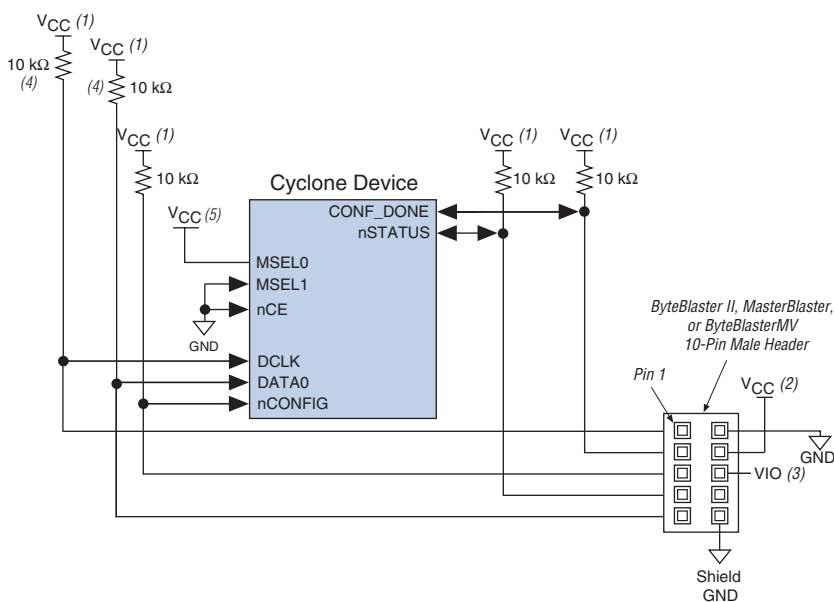 VCC (1)
VCC (1)
10 kΩ
(4)
(4)
10 kΩ
VCC (1)
VCC (1)
VCC (1)
10 kΩ
10 kΩ
10 kΩ
Cyclone Device
VCC (5)
CONF_DONE
nSTATUS
MSEL0
MSEL1
nCE
GND
DCLK
DATA0
nCONFIG
ByteBlaster II, MasterBlaster,
or ByteBlasterMV
10-Pin Male Header
Pin 1
VCC (2)
GND
VIO (3)
Shield
GND